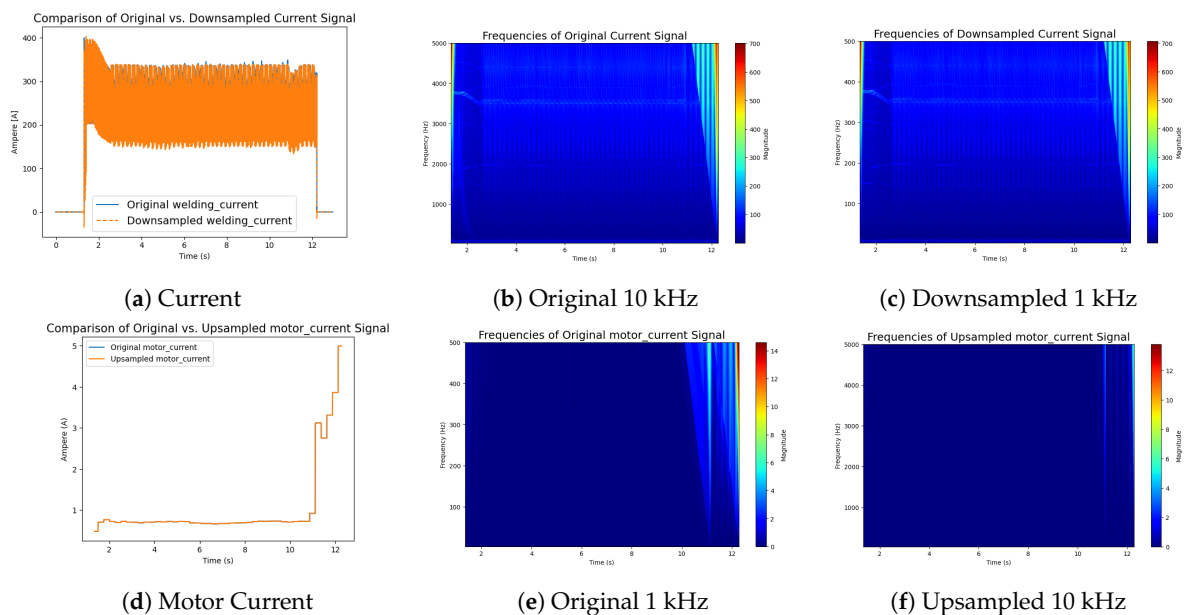 Comparison of Original vs. Downsampled Current Signal
400
300
200
100
0
Ampere [A]
Original welding_current
Downsampled welding_current
0 2 4 6 8 10 12
Time (s)
(a) Current
Frequencies of Original Current Signal
5000
4000
3000
2000
1000
Frequency (Hz)
2 4 6 8 10 12
Time (s)
700
600
500
400
300
200
100
Magnitude
(b) Original 10 kHz
Frequencies of Downsampled Current Signal
500
400
300
200
100
Frequency (Hz)
2 4 6 8 10 12
Time (s)
700
600
500
400
300
200
100
Magnitude
(c) Downsampled 1 kHz
Comparison of Original vs. Upsampled motor_current Signal
Original motor_current
Upsampled motor_current
5
4
3
2
1
Ampere (A)
2 4 6 8 10 12
Time (s)
(d) Motor Current
Frequencies of Original motor_current Signal
500
400
300
200
100
Frequency (Hz)
2 4 6 8 10 12
Time (s)
14
12
10
8
6
4
2
0
Magnitude
(e) Original 1 kHz
Frequencies of Upsampled motor_current Signal
5000
4000
3000
2000
1000
Frequency (Hz)
2 4 6 8 10 12
Time (s)
12
10
8
6
4
2
0
Magnitude
(f) Upsampled 10 kHz